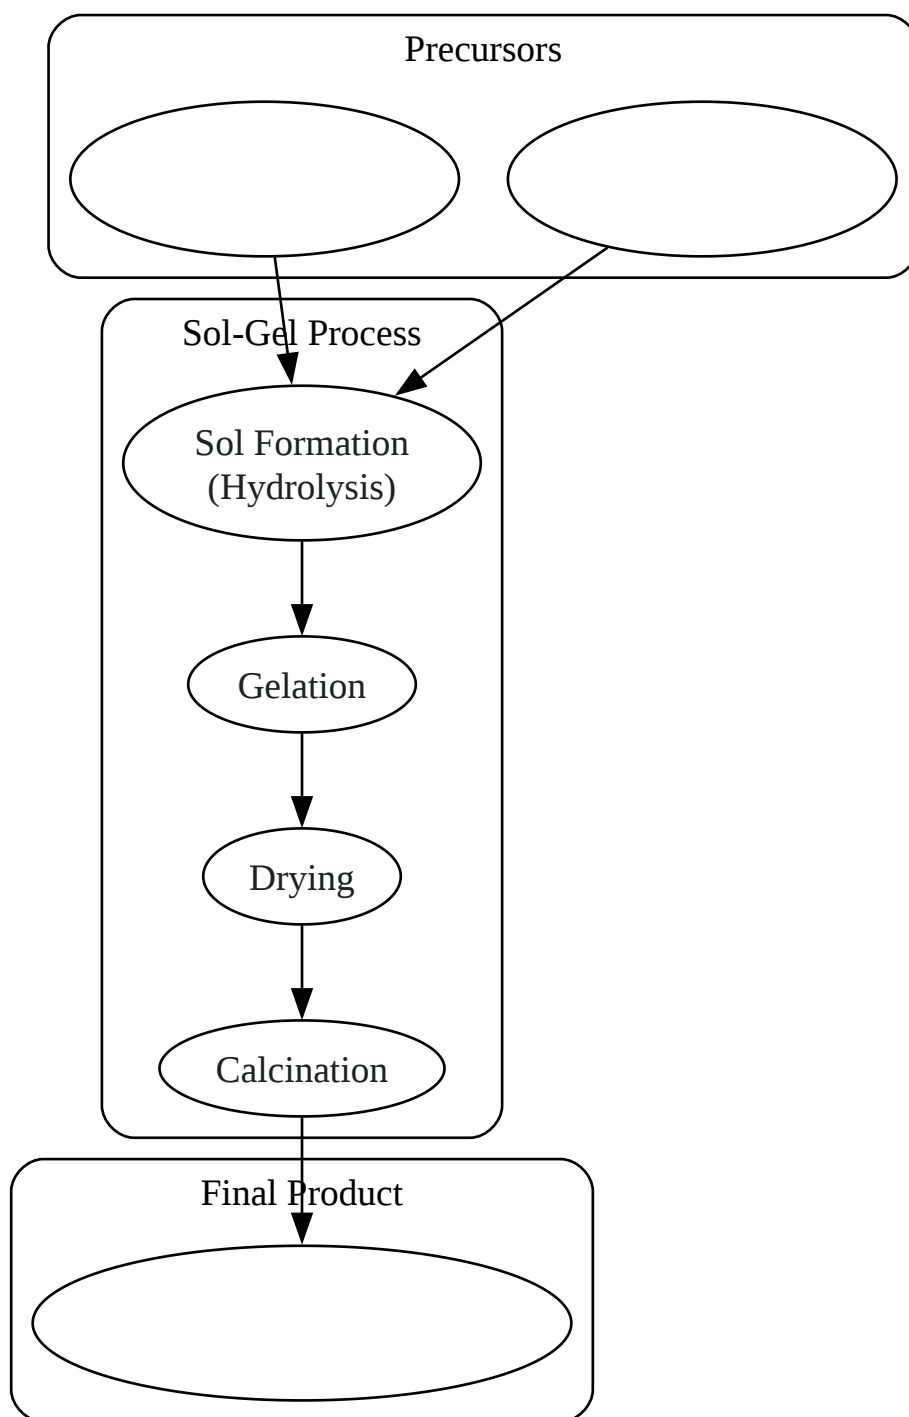 Precursors
Sol-Gel Process
Sol Formation
(Hydrolysis)
Gelation
Drying
Calcination
Final Product